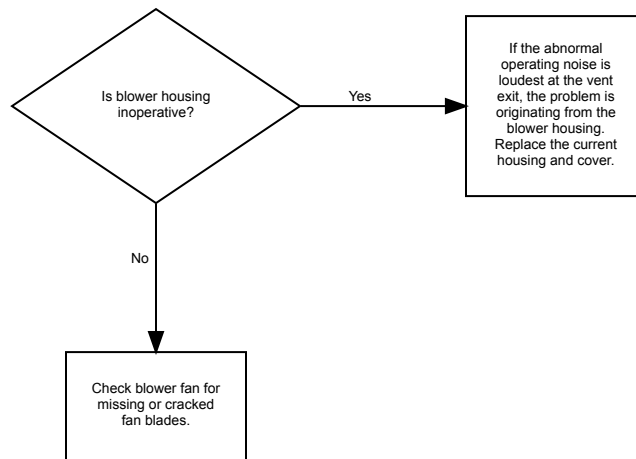 Is blower housing
inoperative?
Yes
If the abnormal
operating noise is
loudest at the vent
exit, the problem is
originating from the
blower housing.
Replace the current
housing and cover.
No
Check blower fan for
missing or cracked
fan blades.